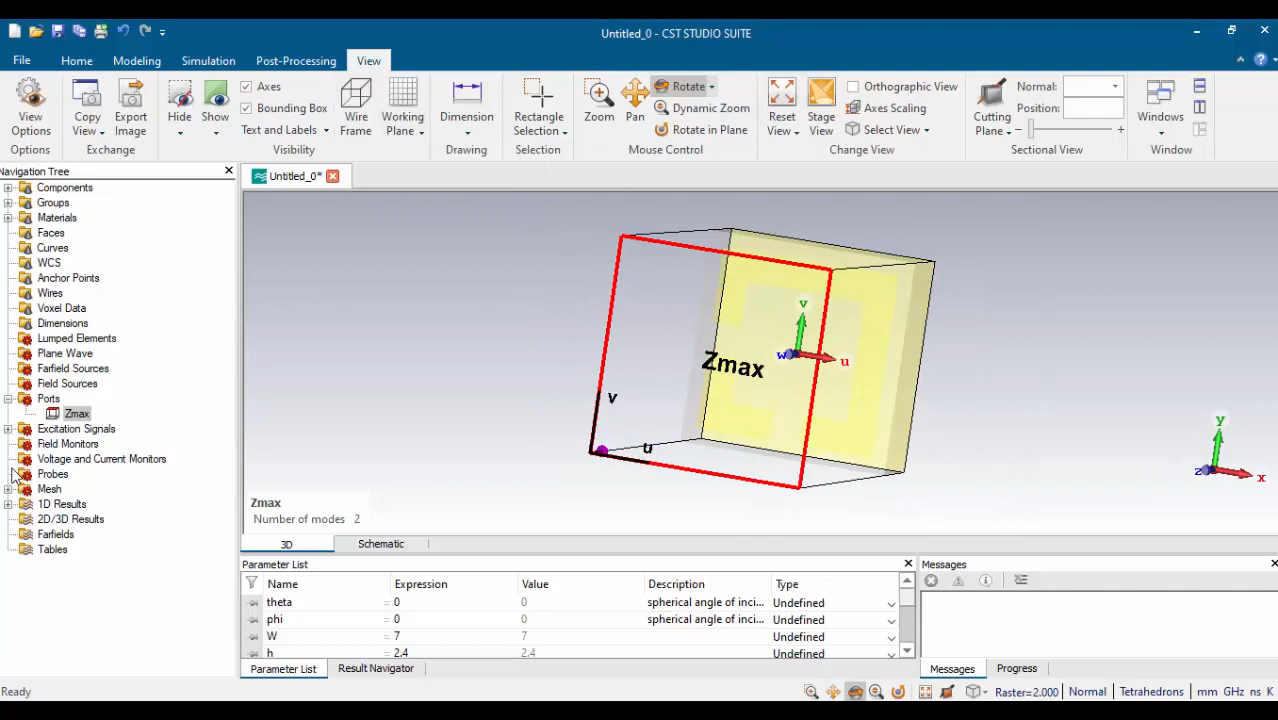 Untitled_0 - CST STUDIO SUITE
File Home Modeling Simulation Post-Processing View
View Options
Options
Copy View
Export Image
Exchange
Hide
Show
Axes
Bounding Box
Text and Labels
Wire Frame
Working Plane
Visibility
Dimension
Drawing
Rectangle Selection
Selection
Zoom
Pan
Rotate
Dynamic Zoom
Rotate in Plane
Mouse Control
Reset View
Stage View
Orthographic View
Axes Scaling
Select View
Change View
Cutting Plane
Normal:
Position:
Sectional View
Windows
Window
Navigation Tree
Components
Groups
Materials
Faces
Curves
WCS
Anchor Points
Wires
Voxel Data
Dimensions
Lumped Elements
Plane Wave
Farfield Sources
Field Sources
Ports
Zmax
Excitation Signals
Field Monitors
Voltage and Current Monitors
Probes
Mesh
1D Results
2D/3D Results
Farfields
Tables
Untitled_0*
v
w
u
Zmax
v
u
y
z
x
Zmax
Number of modes 2
3D Schematic
Parameter List
Name Expression Value Description Type
theta = 0 0 spherical angle of inci... Undefined
phi = 0 0 spherical angle of inci... Undefined
W = 7 7 Undefined
h = 2.4 2.4 Undefined
Parameter List Result Navigator
Messages
Messages Progress
Ready
Raster=2.000 Normal Tetrahedrons mm GHz ns K